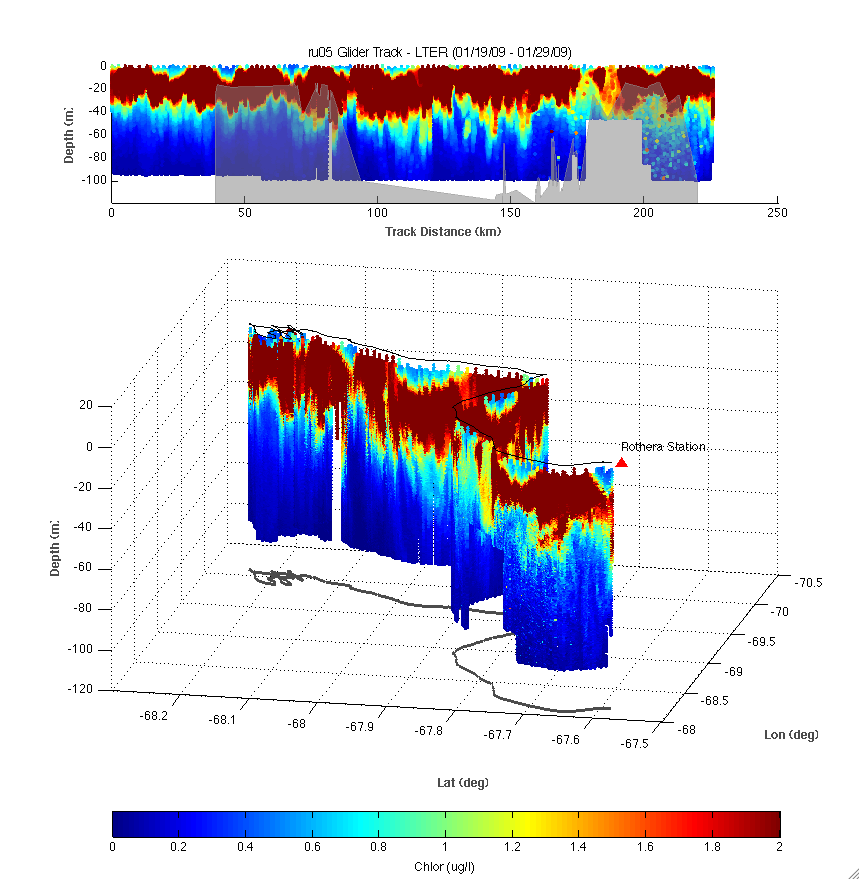 ru05 Glider Track - LTER (01/19/09 - 01/29/09)
0
-20
-40
-60
-80
-100
Depth (m)
0 50 100 150 200 250
Track Distance (km)
20
0
-20
-40
-60
-80
-100
-120
Depth (m)
Rothera Station
-70.5
-70
-69.5
-69
-68.5
-68
Lon (deg)
-68.2 -68.1 -68 -67.9 -67.8 -67.7 -67.6 -67.5
Lat (deg)
0 0.2 0.4 0.6 0.8 1 1.2 1.4 1.6 1.8 2
Chlor (ug/l)